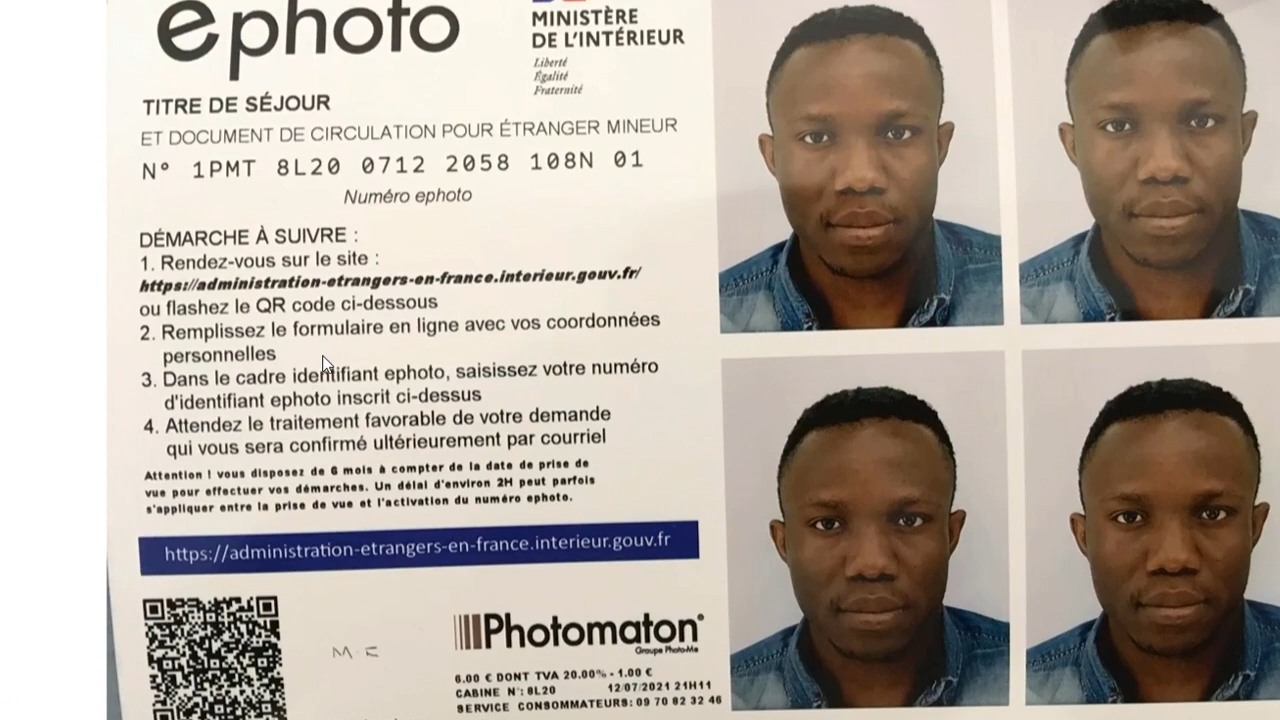 ephoto
MINISTÈRE
DE L'INTÉRIEUR
Liberté
Égalité
Fraternité
TITRE DE SÉJOUR
ET DOCUMENT DE CIRCULATION POUR ÉTRANGER MINEUR
N° 1PMT 8L20 0712 2058 108N 01
Numéro ephoto
DÉMARCHE À SUIVRE :
1. Rendez-vous sur le site :
https://administration-etrangers-en-france.interieur.gouv.fr/
ou flashez le QR code ci-dessous
2. Remplissez le formulaire en ligne avec vos coordonnées
personnelles
3. Dans le cadre identifiant ephoto, saisissez votre numéro
d'identifiant ephoto inscrit ci-dessus
4. Attendez le traitement favorable de votre demande
qui vous sera confirmé ultérieurement par courriel
Attention ! vous disposez de 6 mois à compter de la date de prise de
vue pour effectuer vos démarches. Un délai d'environ 2H peut parfois
s'appliquer entre la prise de vue et l'activation du numéro ephoto.
https://administration-etrangers-en-france.interieur.gouv.fr
Photomaton
Groupe Photo-Me
6.00 € DONT TVA 20.00% - 1.00 €
CABINE N°: 8L20 12/07/2021 21H11
SERVICE CONSOMMATEURS: 09 70 82 32 46